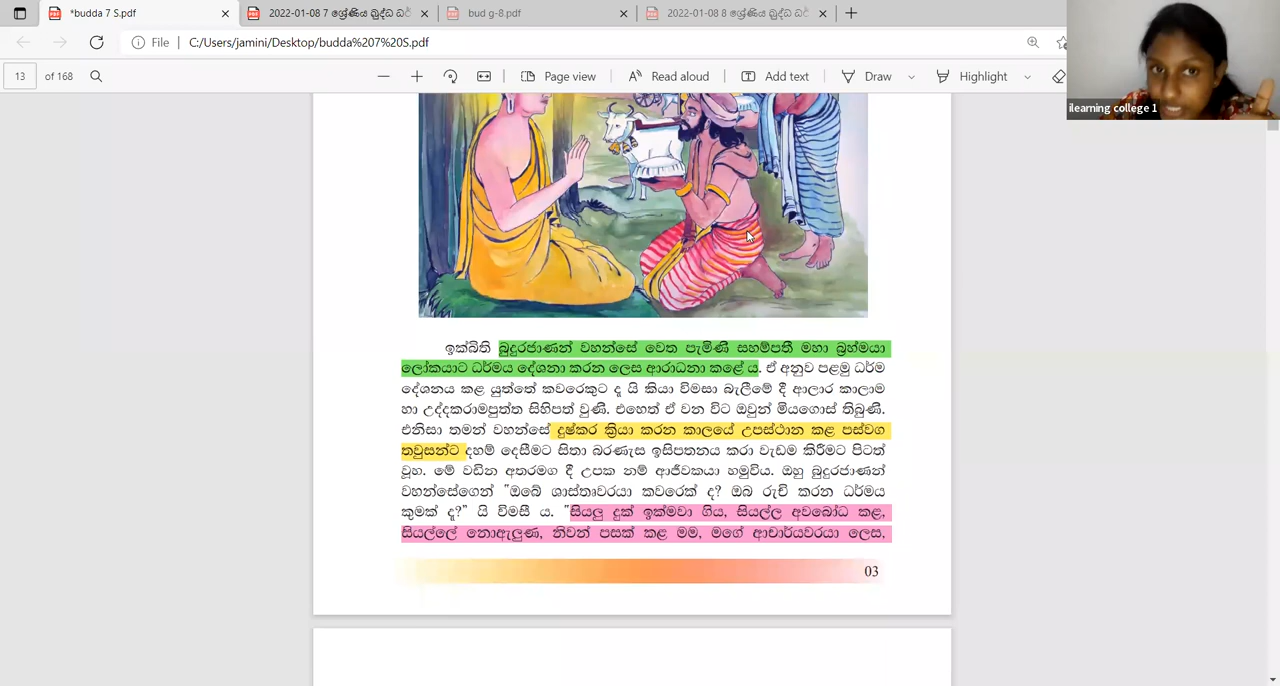 *budda 7 S.pdf
2022-01-08 7 ශ්‍රේණිය බුද්ධ ධර්
bud g-8.pdf
2022-01-08 8 ශ්‍රේණිය බුද්ධ ධර්
File
C:/Users/jamini/Desktop/budda%207%20S.pdf
13 of 168
Page view
Read aloud
Add text
Draw
Highlight
ilearning college 1
ඉක්බිති බුදුරජාණන් වහන්සේ වෙත පැමිණි සහම්පතී මහා බ්‍රහ්මයා
ලෝකයාට ධර්මය දේශනා කරන ලෙස ආරාධනා කළේ ය. ඒ අනුව පළමු ධර්ම
දේශනය කළ යුත්තේ කවරෙකුට ද යි කියා විමසා බැලීමේ දී ආලාර කාලාම
හා උද්දකරාමපුත්ත සිහිපත් වුණි. එහෙත් ඒ වන විට ඔවුන් මියගොස් තිබුණි.
එනිසා තමන් වහන්සේ දුෂ්කර ක්‍රියා කරන කාලයේ උපස්ථාන කළ පස්වග
තවුසන්ට දහම් දෙසීමට සිතා බරණැස ඉසිපතනය කරා වැඩම කිරීමට පිටත්
වූහ. මේ වඩින අතරමග දී උපක නම් ආජීවකයා හමුවිය. ඔහු බුදුරජාණන්
වහන්සේගෙන් "ඔබේ ශාස්තෘවරයා කවරෙක් ද? ඔබ රුචි කරන ධර්මය
කුමක් ද?" යි විමසී ය. "සියලු දුක් ඉක්මවා ගිය, සියල්ල අවබෝධ කළ,
සියල්ලේ නොඇලුණ, නිවන් පසක් කළ මම, මගේ ආචාර්යවරයා ලෙස,
03